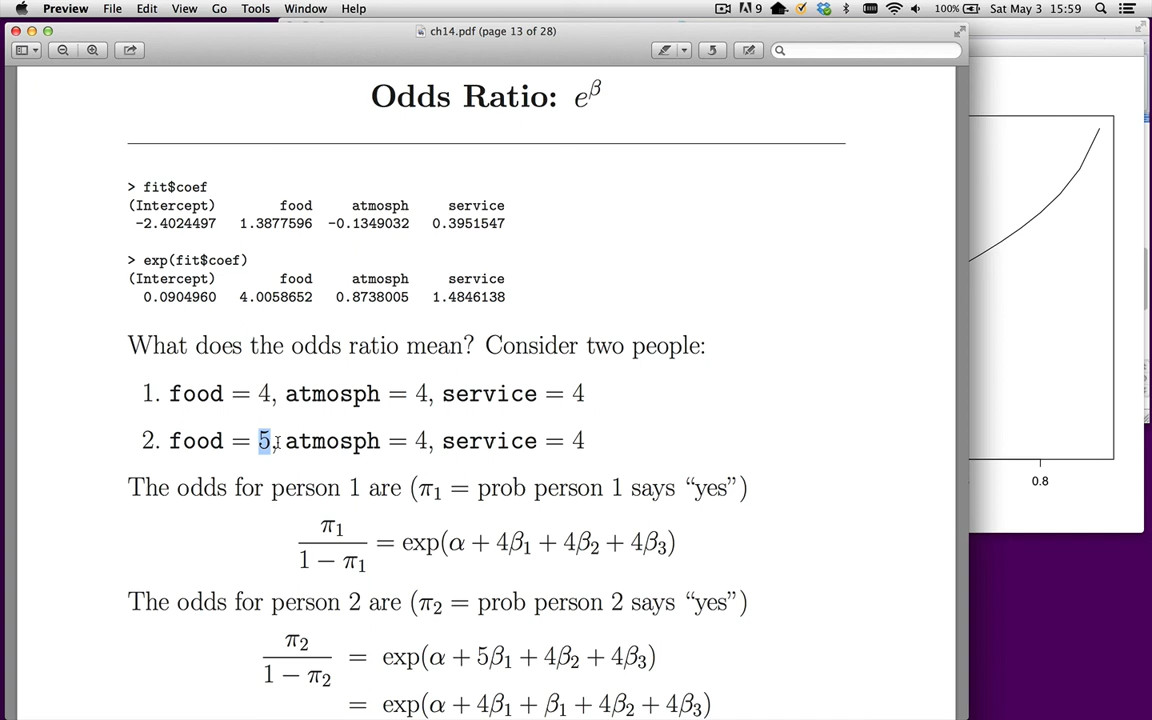 Preview File Edit View Go Tools Window Help 9 100% Sat May 3 15:59
ch14.pdf (page 13 of 28)
Odds Ratio: e^β
> fit$coef
(Intercept) food atmosph service
-2.4024497 1.3877596 -0.1349032 0.3951547
> exp(fit$coef)
(Intercept) food atmosph service
0.0904960 4.0058652 0.8738005 1.4846138
What does the odds ratio mean? Consider two people:
1. food = 4, atmosph = 4, service = 4
2. food = 5, atmosph = 4, service = 4
The odds for person 1 are (π₁ = prob person 1 says “yes”)
π₁ / (1 − π₁) = exp(α + 4β₁ + 4β₂ + 4β₃)
The odds for person 2 are (π₂ = prob person 2 says “yes”)
π₂ / (1 − π₂) = exp(α + 5β₁ + 4β₂ + 4β₃)
= exp(α + 4β₁ + β₁ + 4β₂ + 4β₃)
0.8